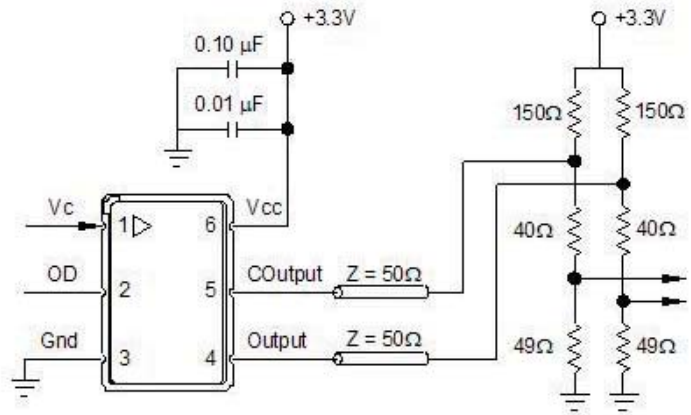 +3.3V
+3.3V
0.10 µF
0.01 µF
150Ω
150Ω
Vc
1
6
Vcc
40Ω
40Ω
OD
2
5
COutput
Z = 50Ω
Gnd
3
4
Output
Z = 50Ω
49Ω
49Ω